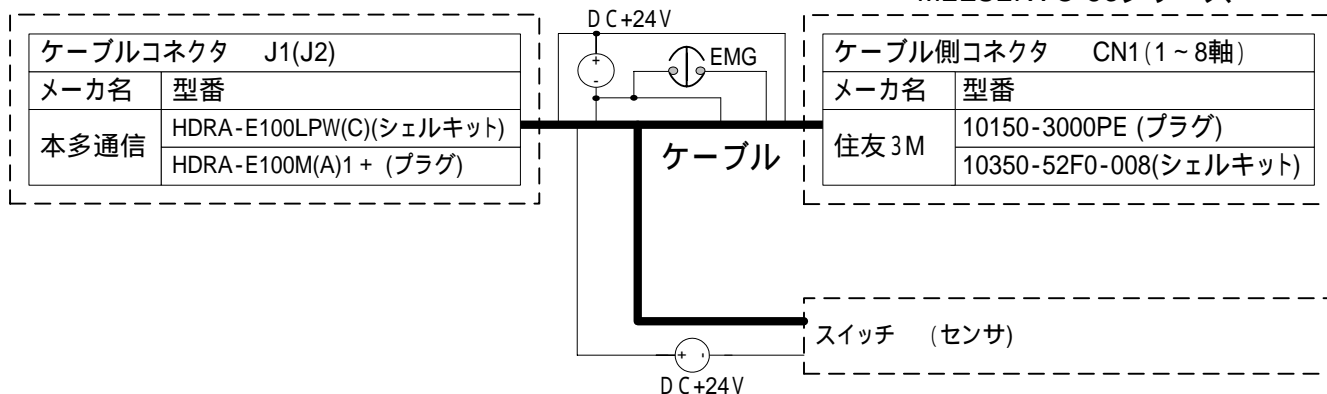 DC+24V
ケーブルコネクタ J1(J2)
メーカ名 型番
本多通信
HDRA-E100LPW(C)(シェルキット)
HDRA-E100M(A)1+ (プラグ)
+
-
EMG
ケーブル
ケーブル側コネクタ CN1(1~8軸)
メーカ名 型番
住友3M
10150-3000PE (プラグ)
10350-52F0-008(シェルキット)
スイッチ (センサ)
+
DC+24V